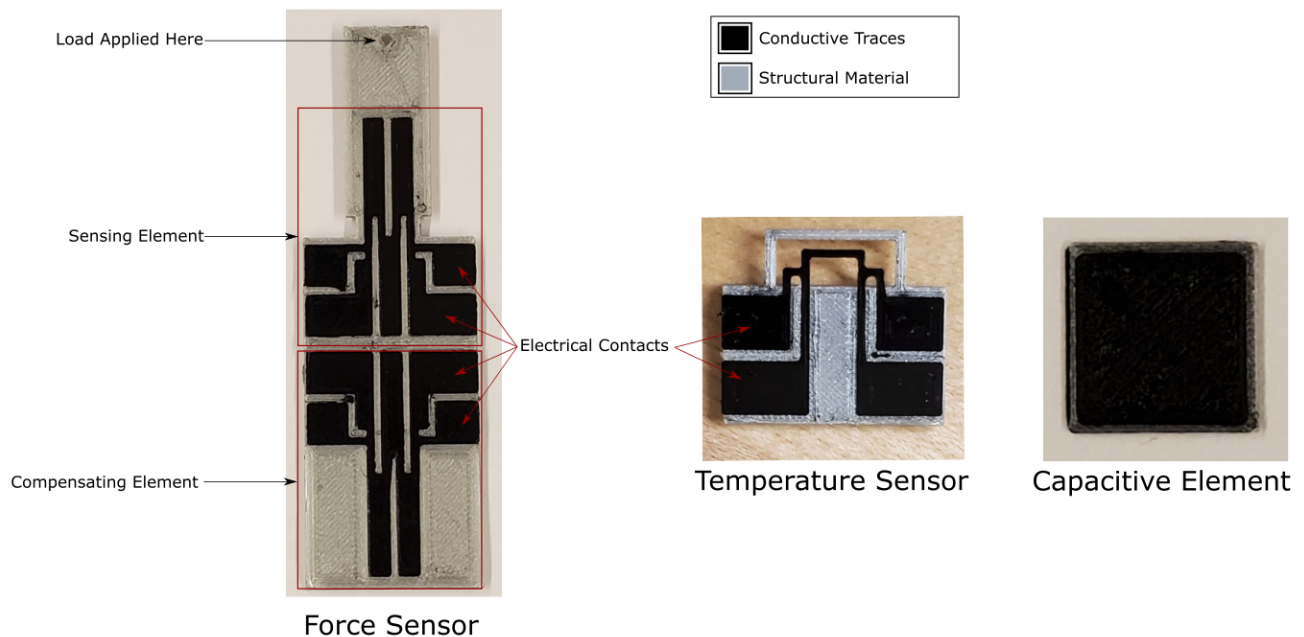 Load Applied Here
Conductive Traces
Structural Material
Sensing Element
Electrical Contacts
Compensating Element
Temperature Sensor
Capacitive Element
Force Sensor